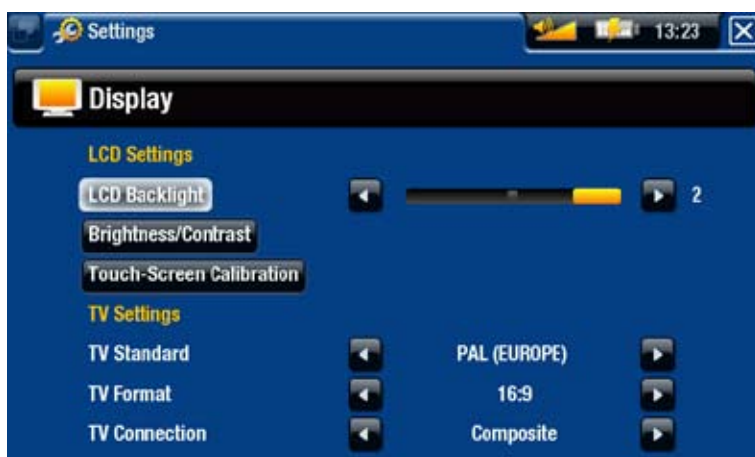 Settings 13:23
Display
LCD Settings
LCD Backlight 2
Brightness/Contrast
Touch-Screen Calibration
TV Settings
TV Standard PAL (EUROPE)
TV Format 16:9
TV Connection Composite